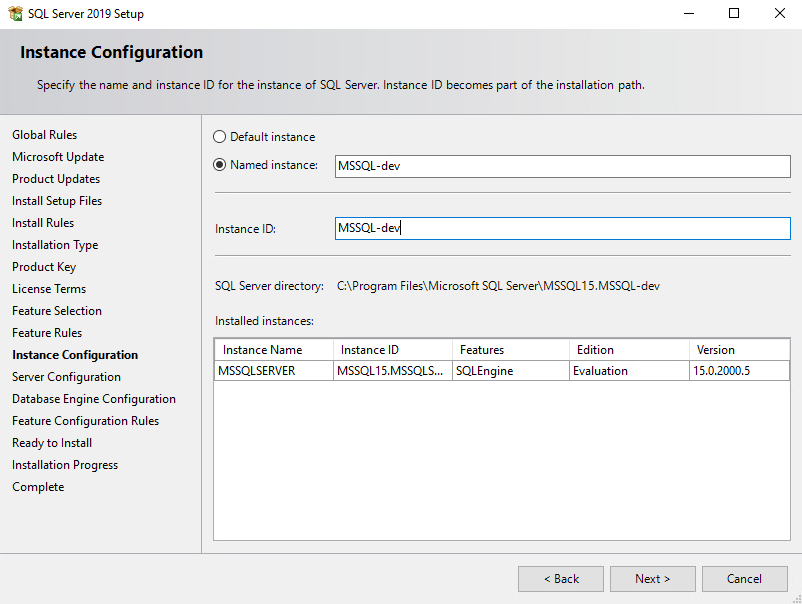 SQL Server 2019 Setup
Instance Configuration
Specify the name and instance ID for the instance of SQL Server. Instance ID becomes part of the installation path.
Global Rules
Microsoft Update
Product Updates
Install Setup Files
Install Rules
Installation Type
Product Key
License Terms
Feature Selection
Feature Rules
Instance Configuration
Server Configuration
Database Engine Configuration
Feature Configuration Rules
Ready to Install
Installation Progress
Complete
Default instance
Named instance: MSSQL-dev
Instance ID: MSSQL-dev
SQL Server directory: C:\Program Files\Microsoft SQL Server\MSSQL15.MSSQL-dev
Installed instances:
Instance Name Instance ID Features Edition Version
MSSQLSERVER MSSQL15.MSSQLS... SQLEngine Evaluation 15.0.2000.5
< Back Next > Cancel